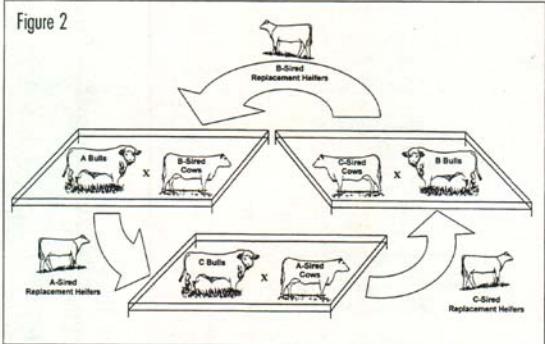 Figure 2
B-Sired
Replacement Heifers
A Bulls
X
B-Sired
Cows
C-Sired
Cows
x
B Bulls
A-Sired
Replacement Heifers
C Bulls
X
A-Sired
Cows
C-Sired
Replacement Heifers